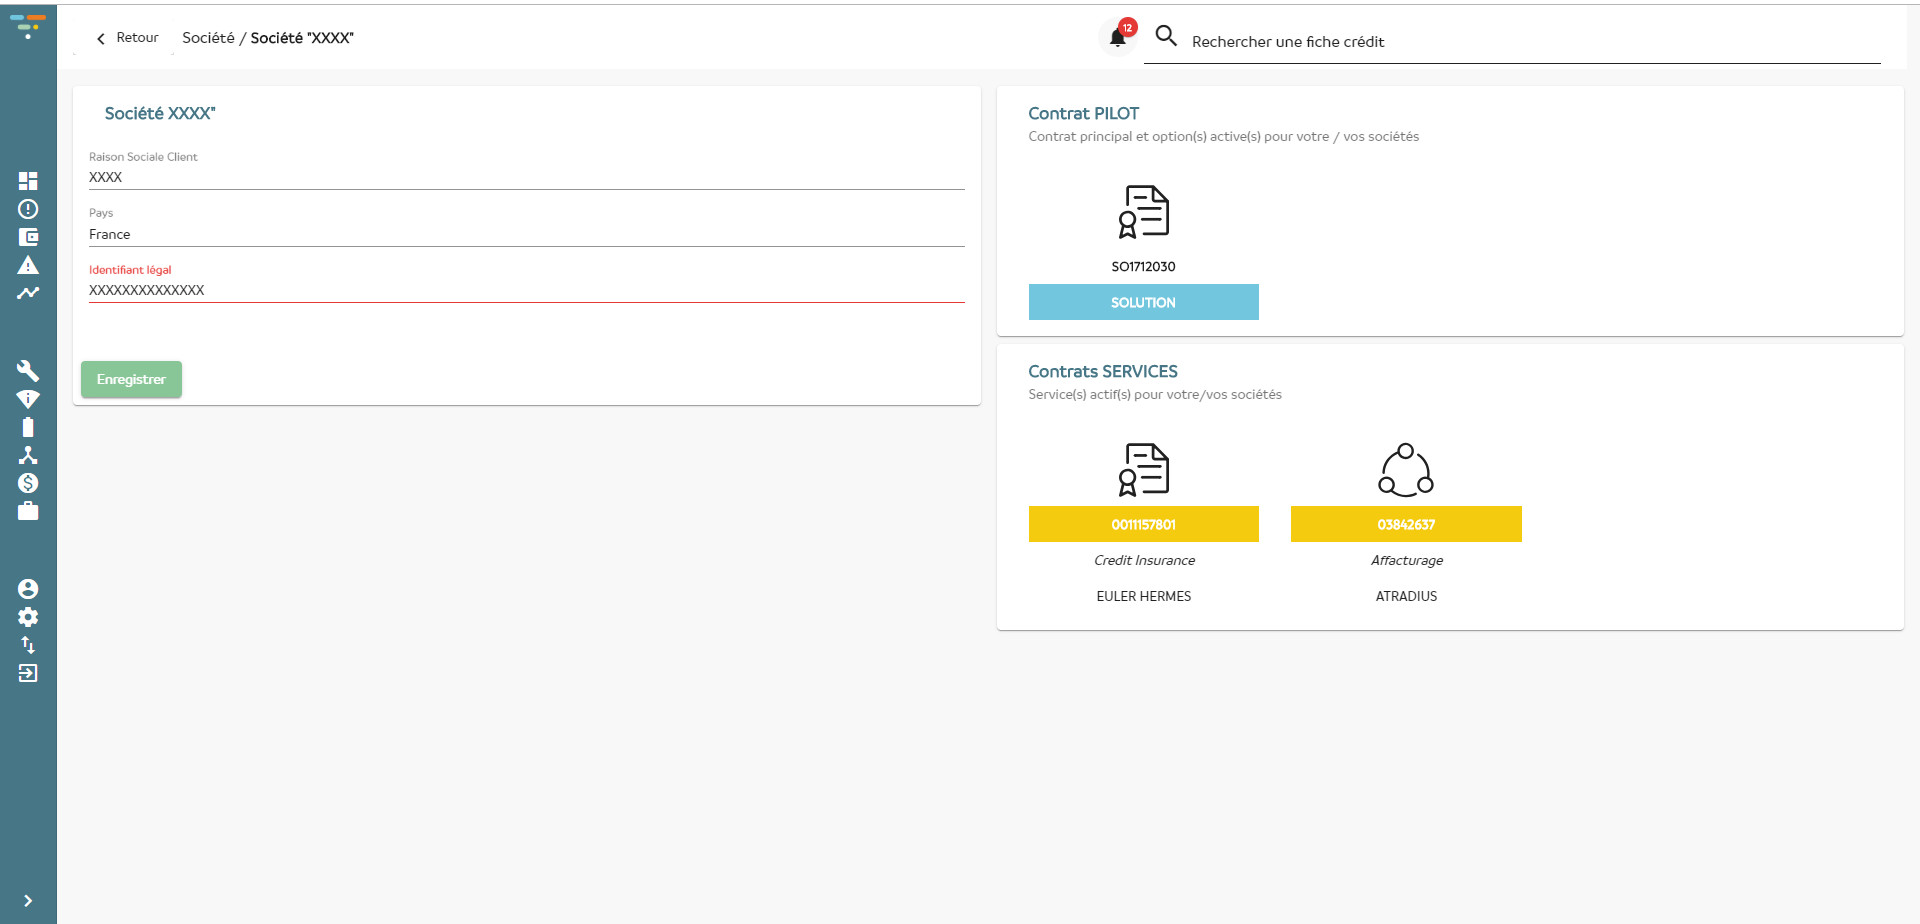 Retour
Société / Société "XXXX"
12
Rechercher une fiche crédit
Société XXXX"
Raison Sociale Client
XXXX
Pays
France
Identifiant légal
XXXXXXXXXXXXXX
Enregistrer
Contrat PILOT
Contrat principal et option(s) active(s) pour votre / vos sociétés
SO1712030
SOLUTION
Contrats SERVICES
Service(s) actif(s) pour votre/vos sociétés
0011157801
Credit Insurance
EULER HERMES
03842637
Affacturage
ATRADIUS